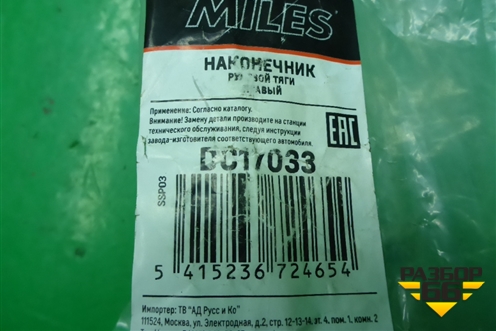 MILES
НАКОНЕЧНИК
РУЛЕВОЙ ТЯГИ
Применение: Согласно каталогу.
Внимание! Замену детали производите на станции
технического обслуживания, следуя инструкции
завода-изготовителя соответствующего автомобиля.
EAC
DC17033
SSP03
5 415236 724654
Импортер: ТВ "АД Русс и Ко"
111524, Москва, ул. Электродная, д.2, стр. 12-13-14, эт. 4, пом. 1, комн. 2
РАЗБОР
68